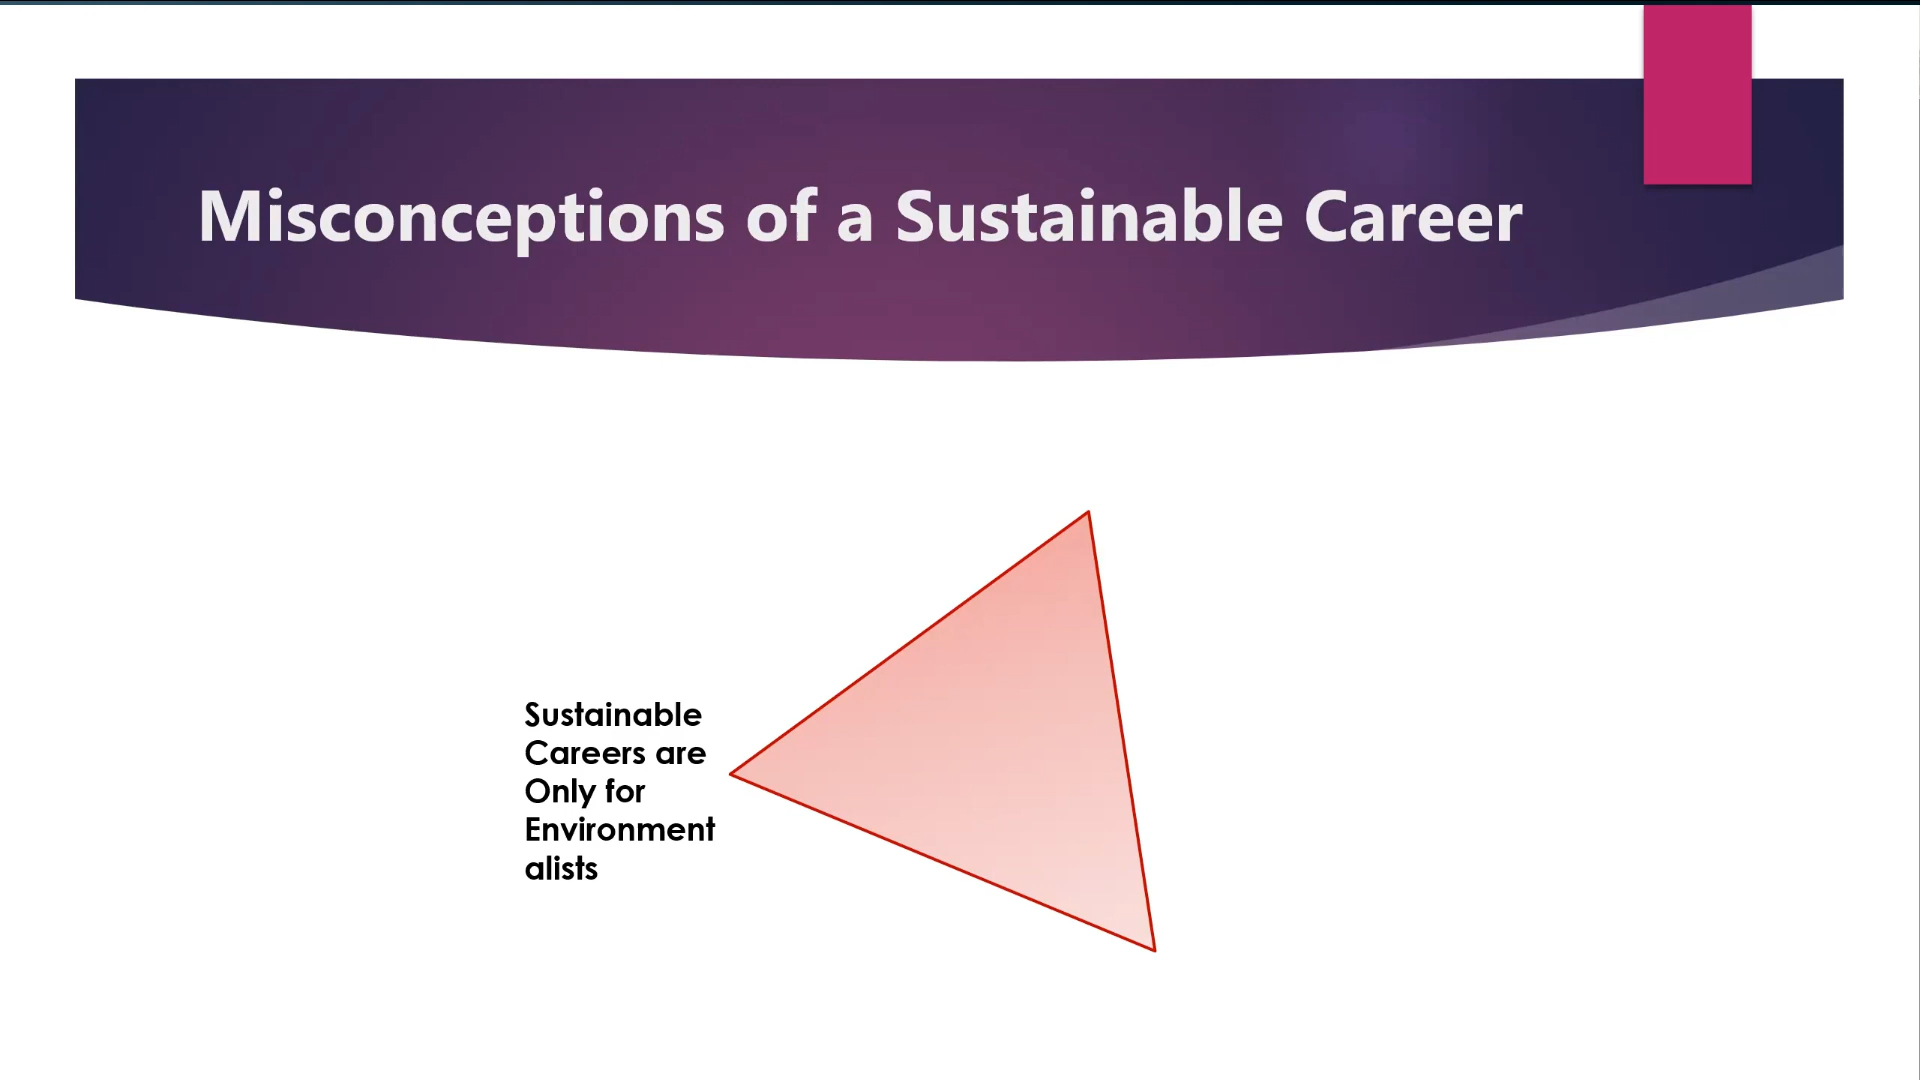 Misconceptions of a Sustainable Career
Sustainable
Careers are
Only for
Environment
alists